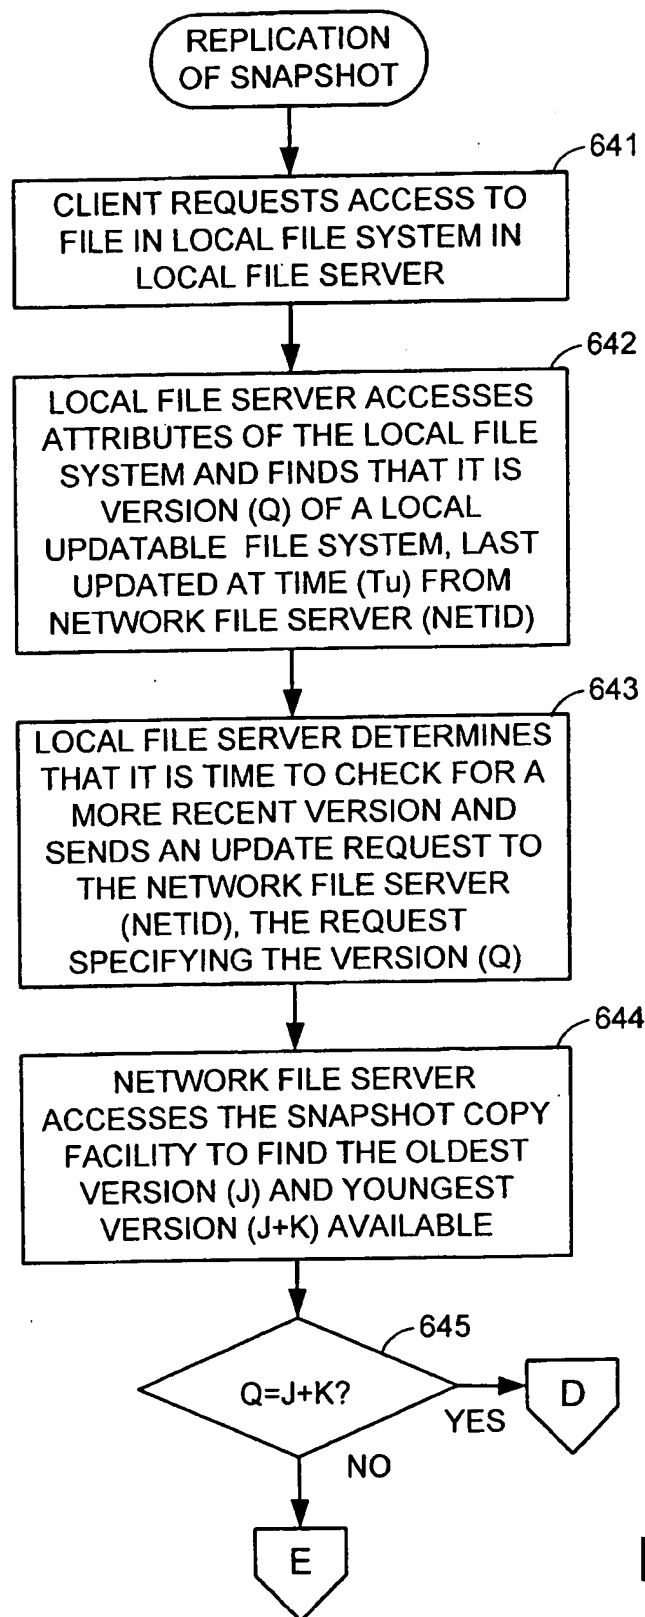 REPLICATION
OF SNAPSHOT
641
CLIENT REQUESTS ACCESS TO
FILE IN LOCAL FILE SYSTEM IN
LOCAL FILE SERVER
642
LOCAL FILE SERVER ACCESSES
ATTRIBUTES OF THE LOCAL FILE
SYSTEM AND FINDS THAT IT IS
VERSION (Q) OF A LOCAL
UPDATABLE FILE SYSTEM, LAST
UPDATED AT TIME (Tu) FROM
NETWORK FILE SERVER (NETID)
643
LOCAL FILE SERVER DETERMINES
THAT IT IS TIME TO CHECK FOR A
MORE RECENT VERSION AND
SENDS AN UPDATE REQUEST TO
THE NETWORK FILE SERVER
(NETID), THE REQUEST
SPECIFYING THE VERSION (Q)
644
NETWORK FILE SERVER
ACCESSES THE SNAPSHOT COPY
FACILITY TO FIND THE OLDEST
VERSION (J) AND YOUNGEST
VERSION (J+K) AVAILABLE
645
Q=J+K?
YES
D
NO
E